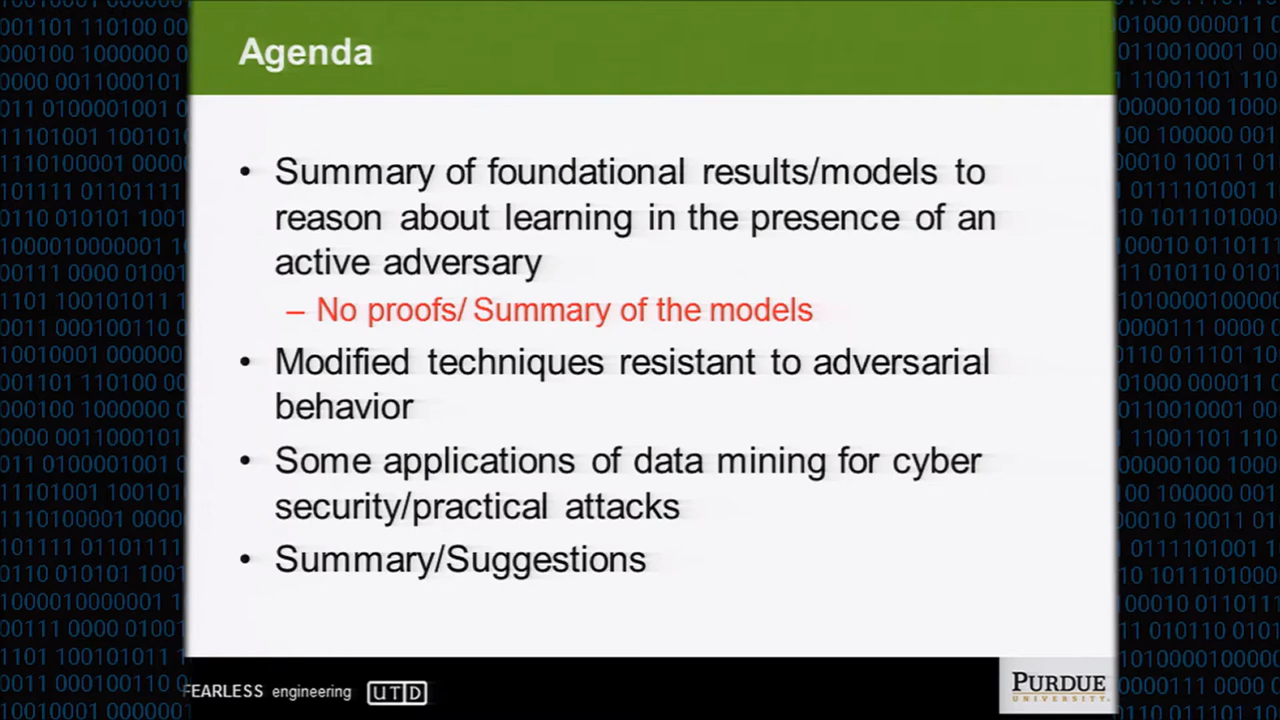 Agenda
• Summary of foundational results/models to
reason about learning in the presence of an
active adversary
– No proofs/ Summary of the models
• Modified techniques resistant to adversarial
behavior
• Some applications of data mining for cyber
security/practical attacks
• Summary/Suggestions
FEARLESS engineering UTD
PURDUE
UNIVERSITY